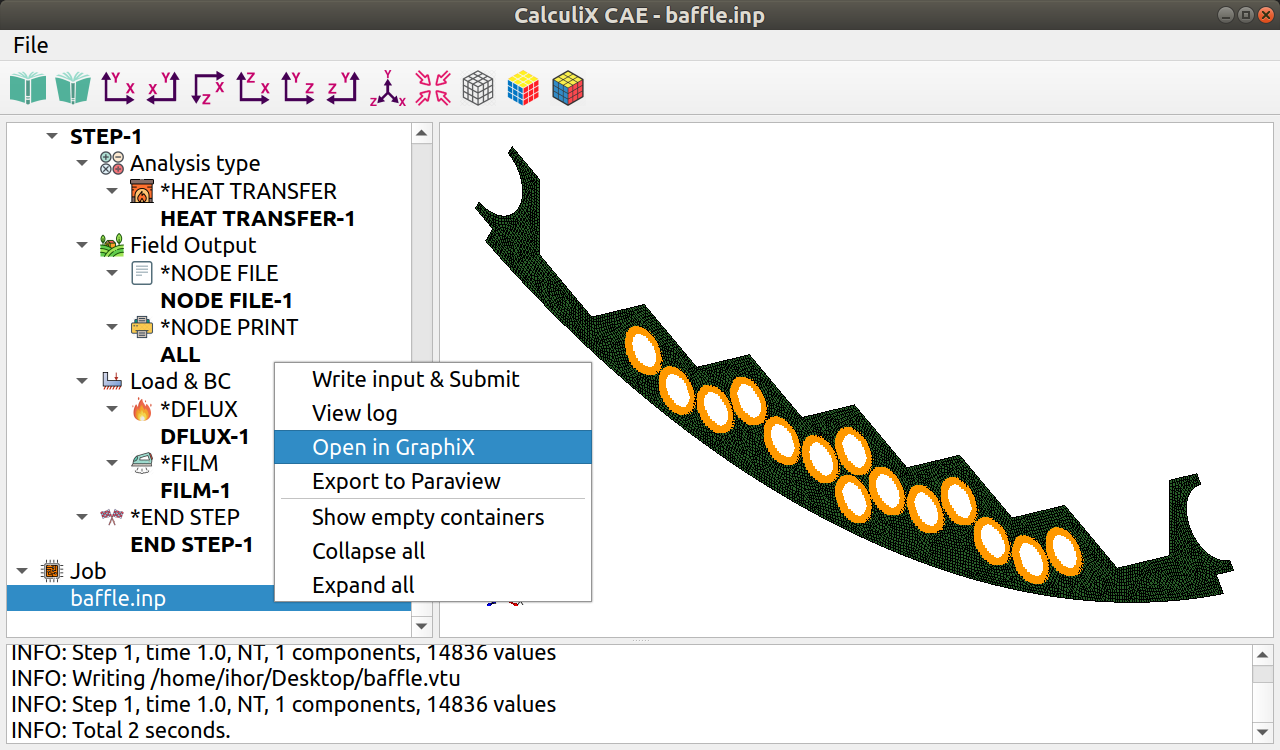 CalculiX CAE - baffle.inp
File
Y X
X Y
X Z
Z X
Y Z
Z Y
Y Z X
STEP-1
Analysis type
*HEAT TRANSFER
HEAT TRANSFER-1
Field Output
*NODE FILE
NODE FILE-1
*NODE PRINT
ALL
Load & BC
*DFLUX
DFLUX-1
*FILM
FILM-1
*END STEP
END STEP-1
Job
baffle.inp
Write input & Submit
View log
Open in GraphiX
Export to Paraview
Show empty containers
Collapse all
Expand all
INFO: Step 1, time 1.0, NT, 1 components, 14836 values
INFO: Writing /home/ihor/Desktop/baffle.vtu
INFO: Step 1, time 1.0, NT, 1 components, 14836 values
INFO: Total 2 seconds.